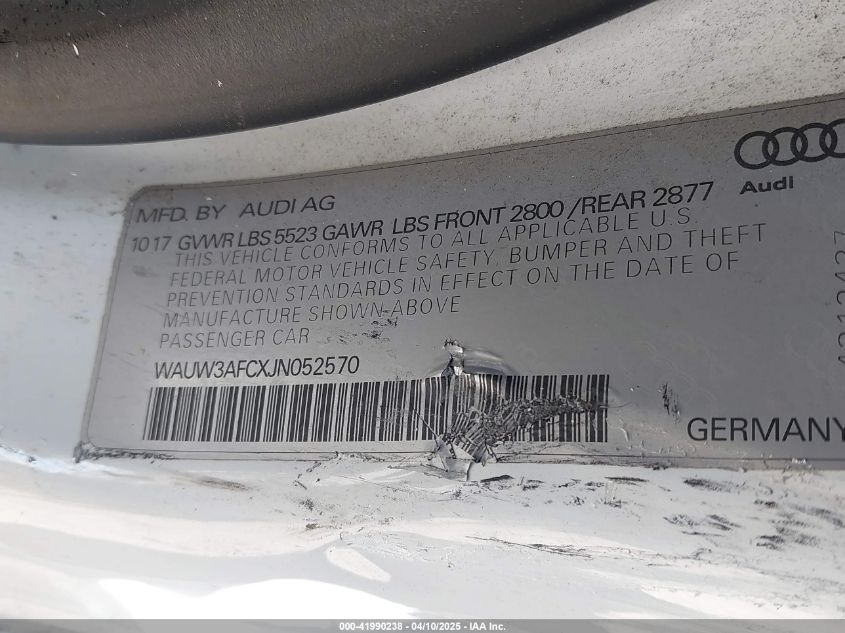 Audi
MFD. BY AUDI AG
10 17 GVWR LBS 5523 GAWR LBS FRONT 2800 /REAR 2877
THIS VEHICLE CONFORMS TO ALL APPLICABLE U.S.
FEDERAL MOTOR VEHICLE SAFETY, BUMPER AND THEFT
PREVENTION STANDARDS IN EFFECT ON THE DATE OF
MANUFACTURE SHOWN ABOVE
PASSENGER CAR
WAUW3AFCXJN052570
GERMANY
000-41990238 - 04/10/2025 - IAA Inc.